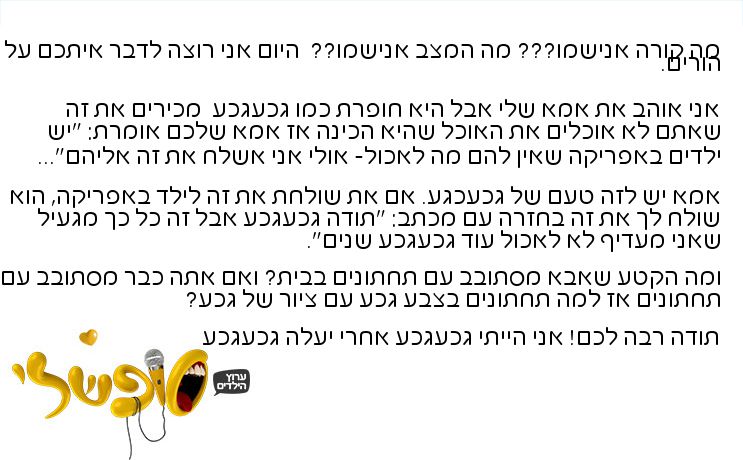 מה קורה אנישמו??? מה המצב אנישמו??  היום אני רוצה לדבר איתכם על
הורים.
אני אוהב את אמא שלי אבל היא חופרת כמו גכעגכע  מכירים את זה
שאתם לא אוכלים את האוכל שהיא הכינה אז אמא שלכם אומרת: "יש
ילדים באפריקה שאין להם מה לאכול- אולי אני אשלח את זה אליהם"...
אמא יש לזה טעם של גכעכגע. אם את שולחת את זה לילד באפריקה, הוא
שולח לך את זה בחזרה עם מכתב: "תודה גכעגכע אבל זה כל כך מגעיל
שאני מעדיף לא לאכול עוד גכעגכע שנים".
ומה הקטע שאבא מסתובב עם תחתונים בבית? ואם אתה כבר מסתובב עם
תחתונים אז למה תחתונים בצבע גכע עם ציור של גכע?
תודה רבה לכם! אני הייתי גכעגכע אחרי יעלה גכעגכע
סופשלי
ערוץ
הילדים